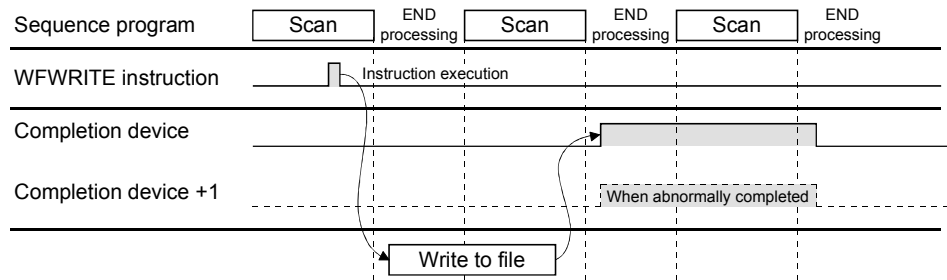 Sequence program
Scan
END
processing
Scan
END
processing
Scan
END
processing
WFWRITE instruction
Instruction execution
Completion device
Completion device +1
When abnormally completed
Write to file